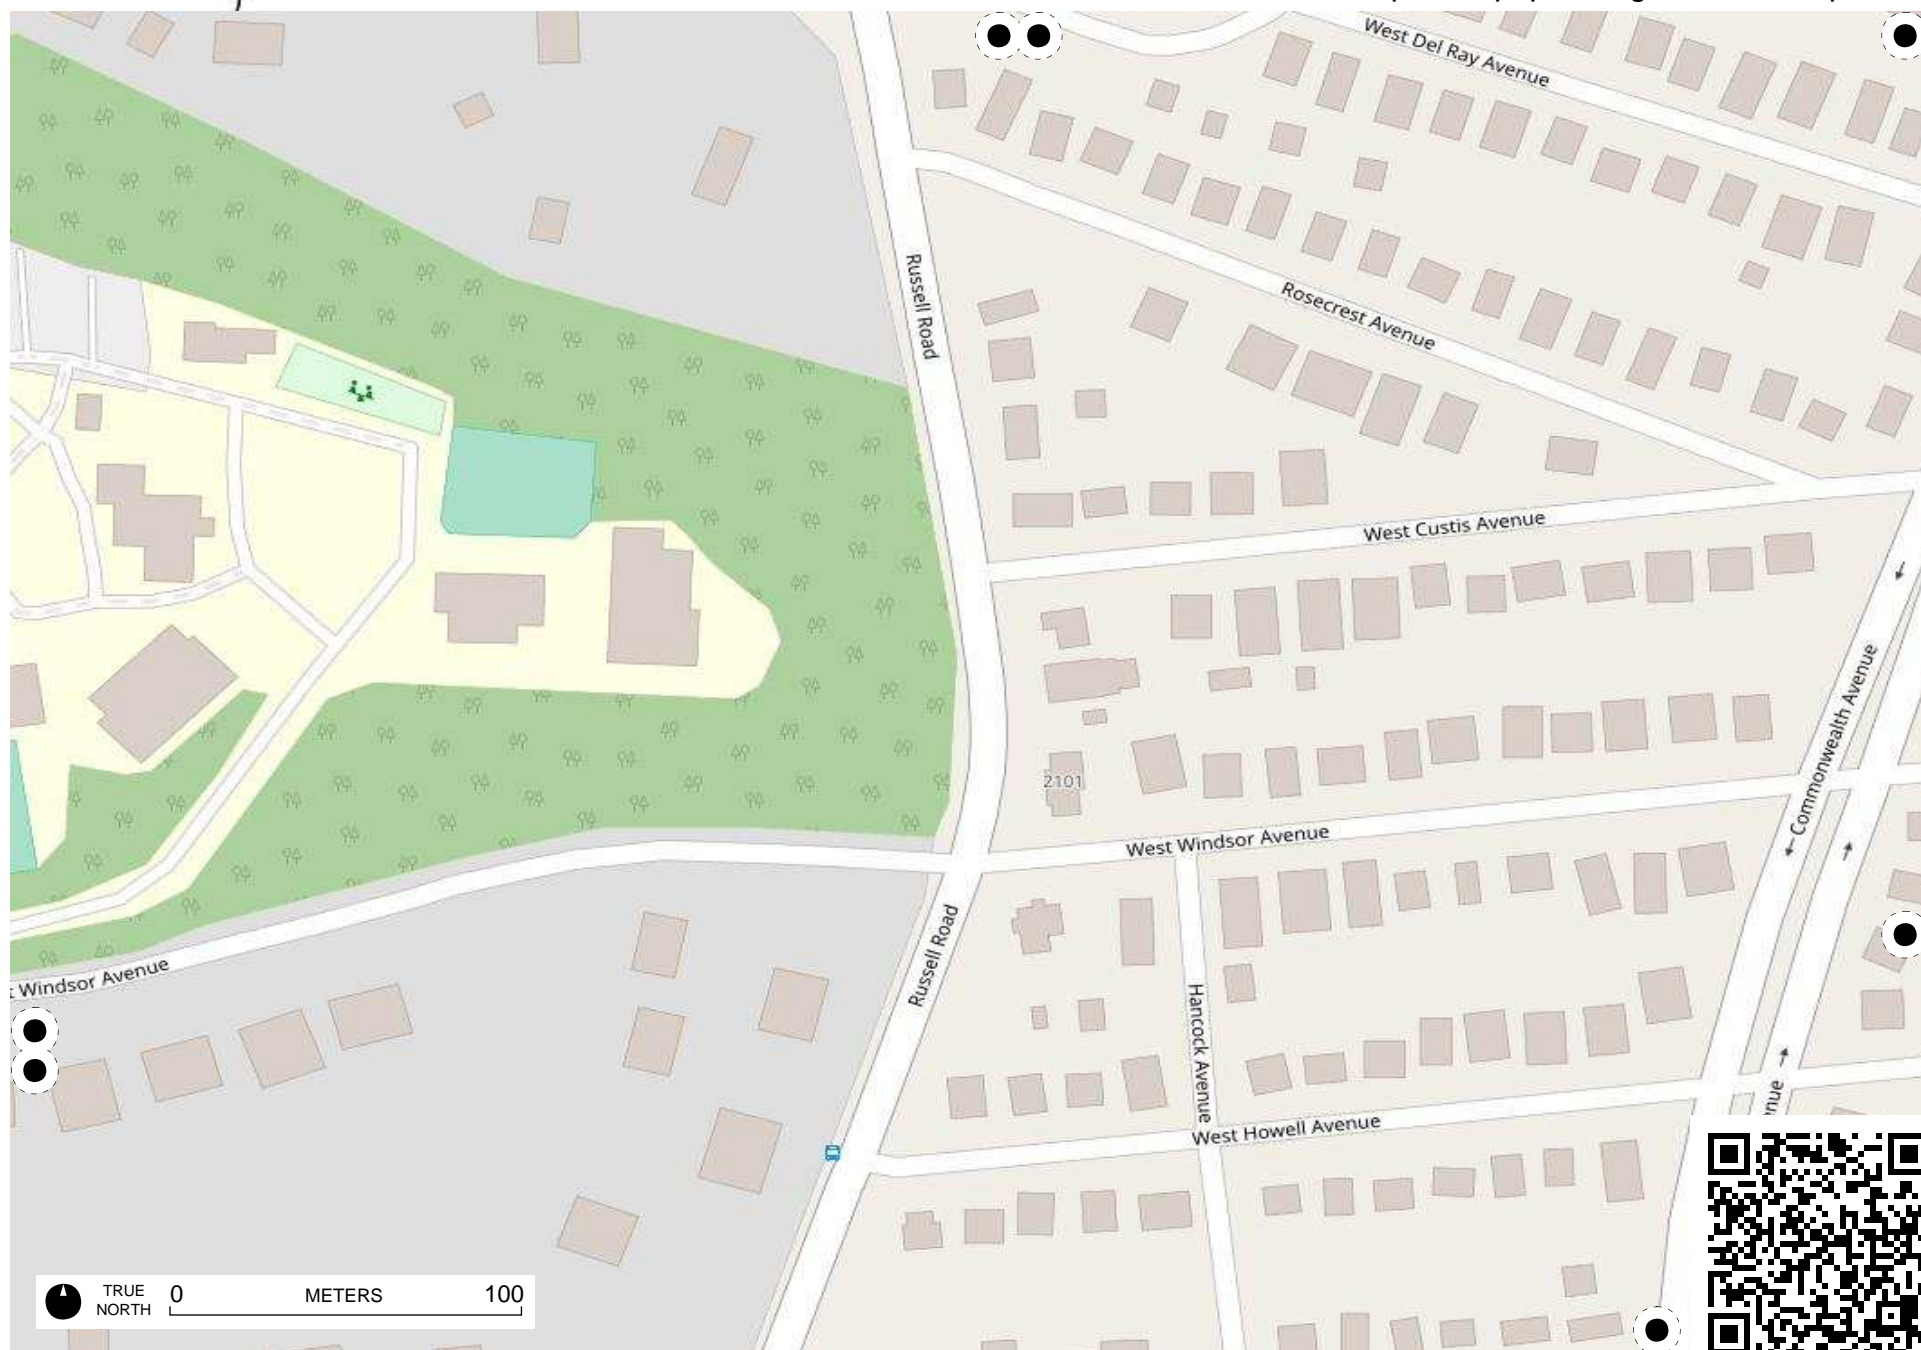 West Del Ray Avenue
Russell Road
Rosecrest Avenue
West Custis Avenue
Commonwealth Avenue
2101
West Windsor Avenue
Russell Road
t Windsor Avenue
Hancock Avenue
West Howell Avenue
nue
TRUE
NORTH
0
METERS
100